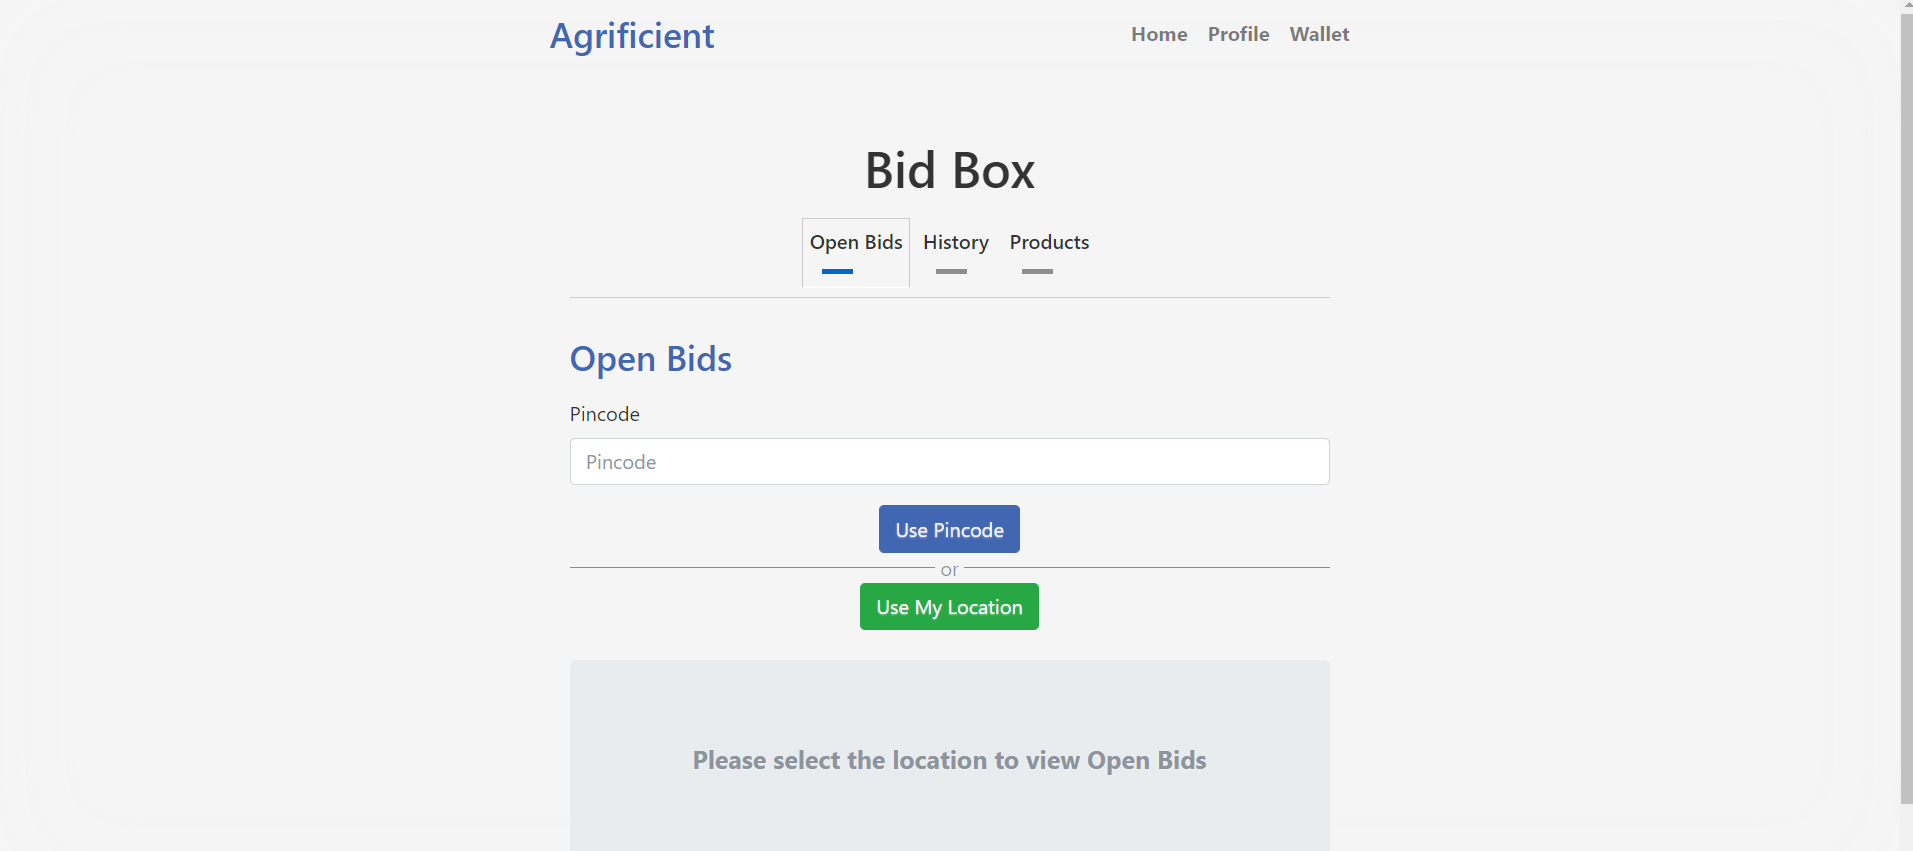 Agrificient
Home Profile Wallet
Bid Box
Open Bids History Products
Open Bids
Pincode
Pincode
Use Pincode
or
Use My Location
Please select the location to view Open Bids